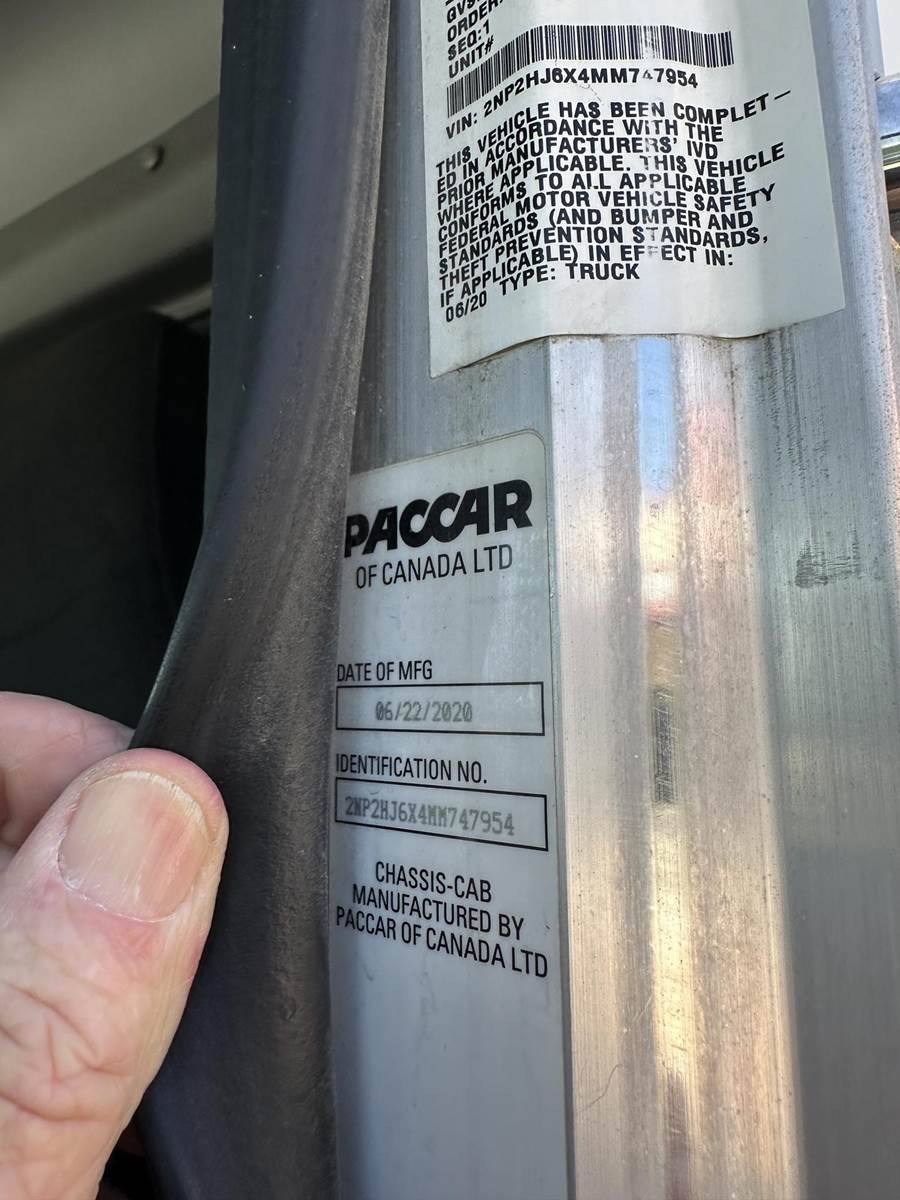 ORDER:
SEQ:1
UNIT#
VIN: 2NP2HJ6X4MM747954
THIS VEHICLE HAS BEEN COMPLET-
ED IN ACCORDANCE WITH THE
PRIOR MANUFACTURERS' IVD
WHERE APPLICABLE. THIS VEHICLE
CONFORMS TO ALL APPLICABLE
FEDERAL MOTOR VEHICLE SAFETY
STANDARDS (AND BUMPER AND
THEFT PREVENTION STANDARDS,
IF APPLICABLE) IN EFFECT IN:
06/20 TYPE: TRUCK
PACCAR
OF CANADA LTD
DATE OF MFG
06/22/2020
IDENTIFICATION NO.
2NP2HJ6X4MM747954
CHASSIS-CAB
MANUFACTURED BY
PACCAR OF CANADA LTD